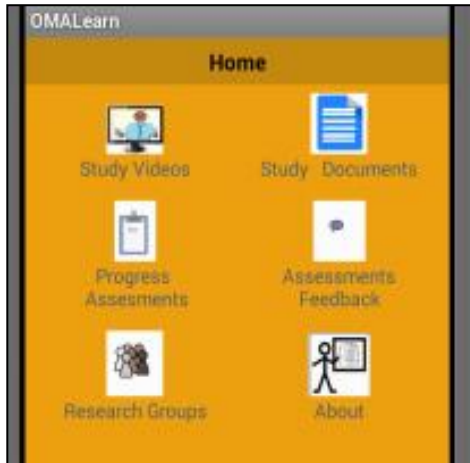 OMALearn
Home
Study Videos
Study Documents
Progress
Assesments
Assessments
Feedback
Research Groups
About